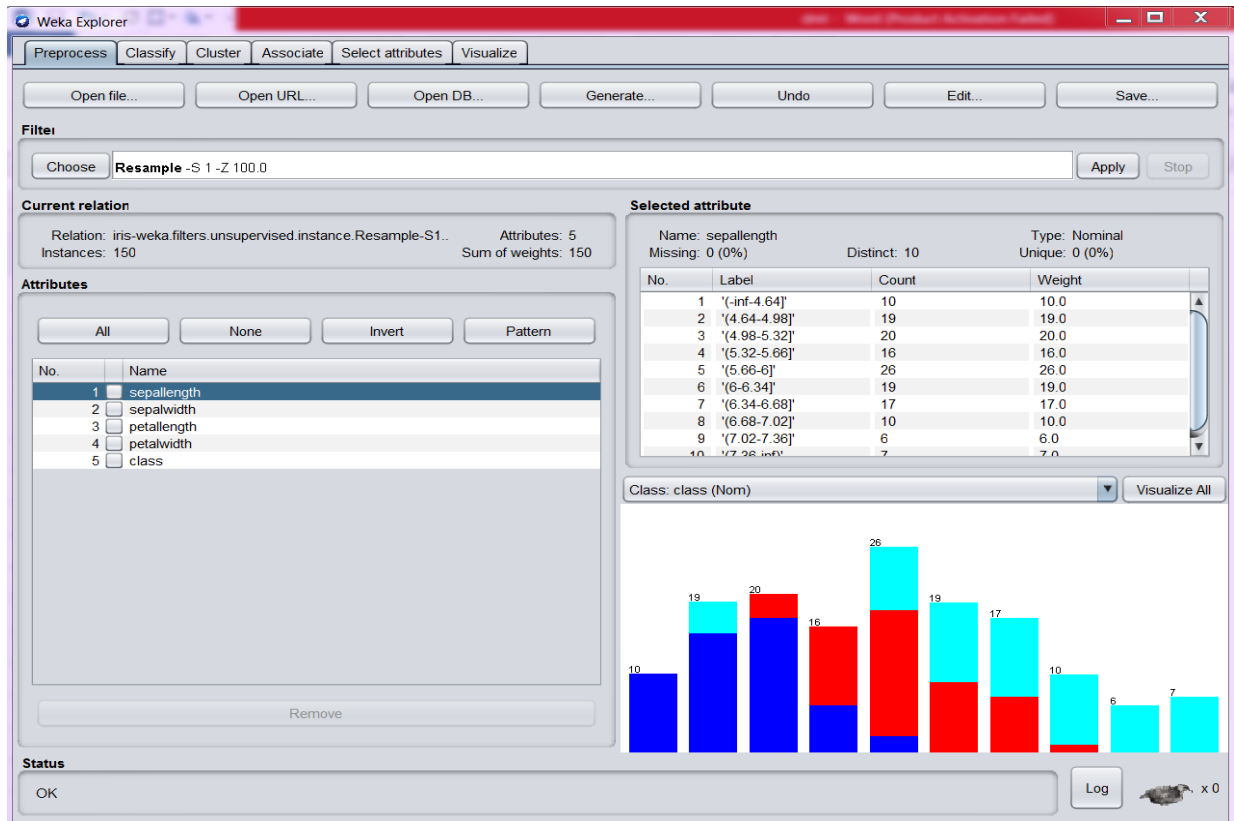 Weka Explorer
Preprocess Classify Cluster Associate Select attributes Visualize
Open file... Open URL... Open DB... Generate... Undo Edit... Save...
Filter
Choose Resample -S 1 -Z 100.0 Apply Stop
Current relation
Relation: iris-weka.filters.unsupervised.instance.Resample-S1.. Attributes: 5
Instances: 150 Sum of weights: 150
Attributes
All None Invert Pattern
No. Name
1 sepallength
2 sepalwidth
3 petallength
4 petalwidth
5 class
Remove
Selected attribute
Name: sepallength Type: Nominal
Missing: 0 (0%) Distinct: 10 Unique: 0 (0%)
No. Label Count Weight
1 '(-inf-4.64]' 10 10.0
2 '(4.64-4.98]' 19 19.0
3 '(4.98-5.32]' 20 20.0
4 '(5.32-5.66]' 16 16.0
5 '(5.66-6]' 26 26.0
6 '(6-6.34]' 19 19.0
7 '(6.34-6.68]' 17 17.0
8 '(6.68-7.02]' 10 10.0
9 '(7.02-7.36]' 6 6.0
10 '(7.36-inf)' 7 7.0
Class: class (Nom) Visualize All
10 19 20 16 26 19 17 10 6 7
Status
OK
Log x 0